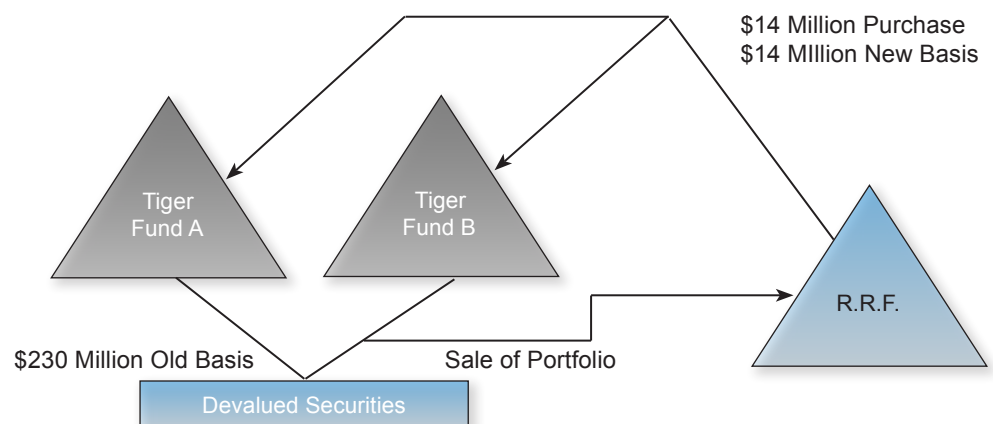 $14 Million Purchase
$14 MIllion New Basis
Tiger
Fund A
Tiger
Fund B
R.R.F.
$230 Million Old Basis
Sale of Portfolio
Devalued Securities